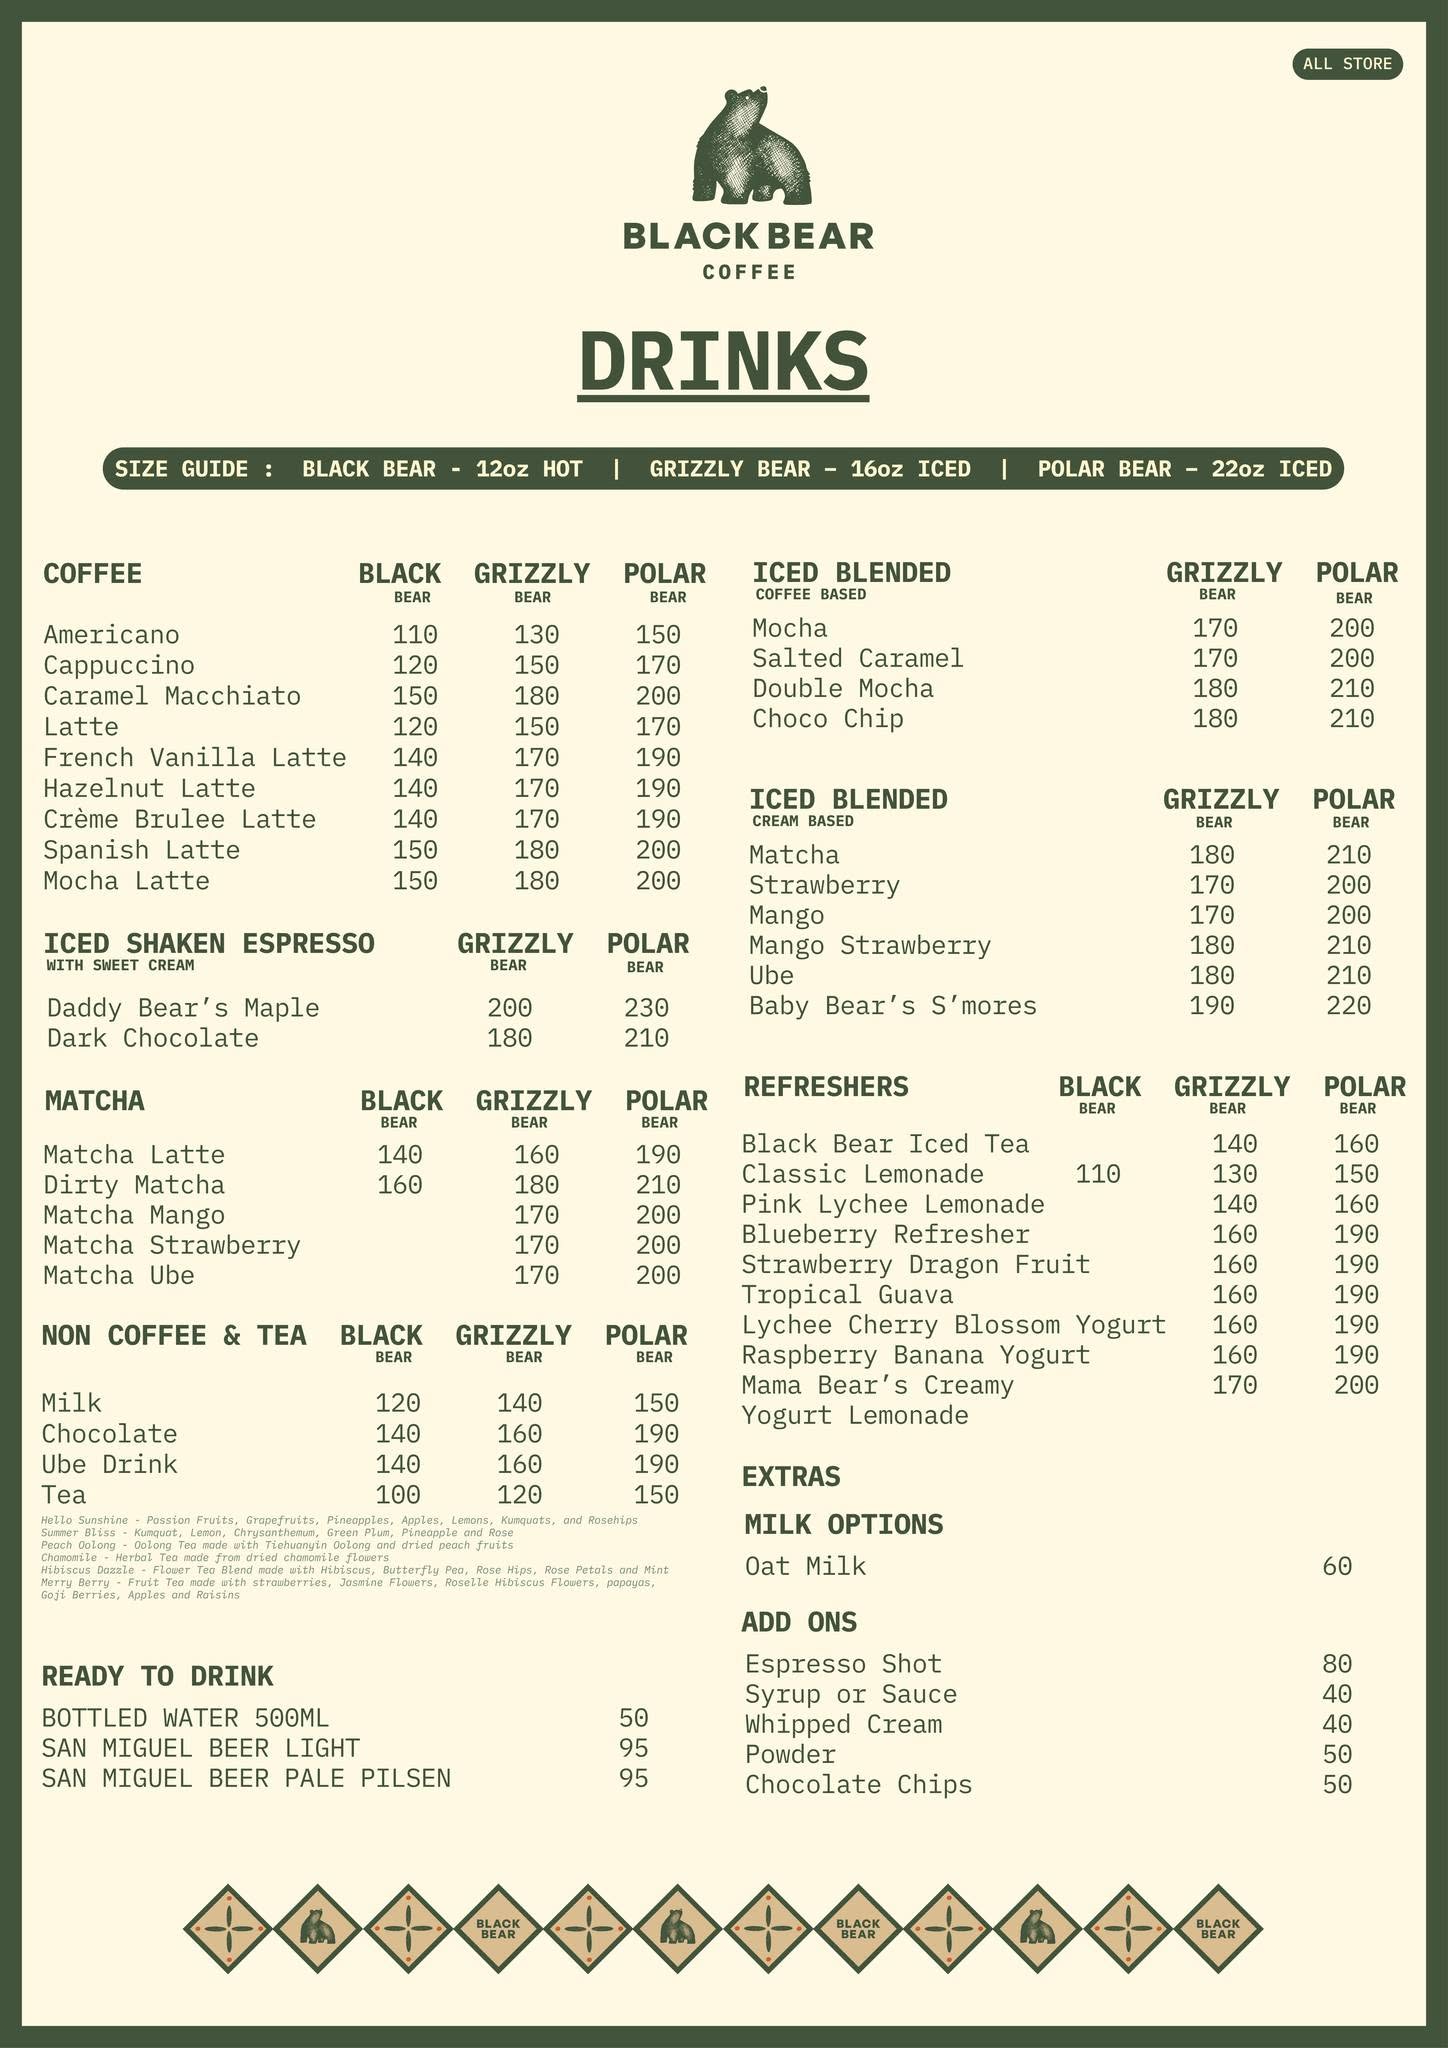 ALL STORE
BLACK BEAR
COFFEE
DRINKS
SIZE GUIDE : BLACK BEAR - 12oz HOT | GRIZZLY BEAR – 16oz ICED | POLAR BEAR – 22oz ICED
COFFEE BLACK GRIZZLY POLAR
BEAR BEAR BEAR
Americano 110 130 150
Cappuccino 120 150 170
Caramel Macchiato 150 180 200
Latte 120 150 170
French Vanilla Latte 140 170 190
Hazelnut Latte 140 170 190
Crème Brulee Latte 140 170 190
Spanish Latte 150 180 200
Mocha Latte 150 180 200
ICED SHAKEN ESPRESSO GRIZZLY POLAR
WITH SWEET CREAM BEAR BEAR
Daddy Bear’s Maple 200 230
Dark Chocolate 180 210
MATCHA BLACK GRIZZLY POLAR
BEAR BEAR BEAR
Matcha Latte 140 160 190
Dirty Matcha 160 180 210
Matcha Mango 170 200
Matcha Strawberry 170 200
Matcha Ube 170 200
NON COFFEE & TEA BLACK GRIZZLY POLAR
BEAR BEAR BEAR
Milk 120 140 150
Chocolate 140 160 190
Ube Drink 140 160 190
Tea 100 120 150
Hello Sunshine - Passion Fruits, Grapefruits, Pineapples, Apples, Lemons, Kumquats, and Rosehips
Summer Bliss - Kumquat, Lemon, Chrysanthemum, Green Plum, Pineapple and Rose
Peach Oolong - Oolong Tea made with Tiehuanyin Oolong and dried peach fruits
Chamomile - Herbal Tea made from dried chamomile flowers
Hibiscus Dazzle - Flower Tea Blend made with Hibiscus, Butterfly Pea, Rose Hips, Rose Petals and Mint
Merry Berry - Fruit Tea made with strawberries, Jasmine Flowers, Roselle Hibiscus Flowers, papayas,
Goji Berries, Apples and Raisins
READY TO DRINK
BOTTLED WATER 500ML 50
SAN MIGUEL BEER LIGHT 95
SAN MIGUEL BEER PALE PILSEN 95
ICED BLENDED GRIZZLY POLAR
COFFEE BASED BEAR BEAR
Mocha 170 200
Salted Caramel 170 200
Double Mocha 180 210
Choco Chip 180 210
ICED BLENDED GRIZZLY POLAR
CREAM BASED BEAR BEAR
Matcha 180 210
Strawberry 170 200
Mango 170 200
Mango Strawberry 180 210
Ube 180 210
Baby Bear’s S’mores 190 220
REFRESHERS BLACK GRIZZLY POLAR
BEAR BEAR BEAR
Black Bear Iced Tea 140 160
Classic Lemonade 110 130 150
Pink Lychee Lemonade 140 160
Blueberry Refresher 160 190
Strawberry Dragon Fruit 160 190
Tropical Guava 160 190
Lychee Cherry Blossom Yogurt 160 190
Raspberry Banana Yogurt 160 190
Mama Bear’s Creamy 170 200
Yogurt Lemonade
EXTRAS
MILK OPTIONS
Oat Milk 60
ADD ONS
Espresso Shot 80
Syrup or Sauce 40
Whipped Cream 40
Powder 50
Chocolate Chips 50
BLACK
BEAR
BLACK
BEAR
BLACK
BEAR